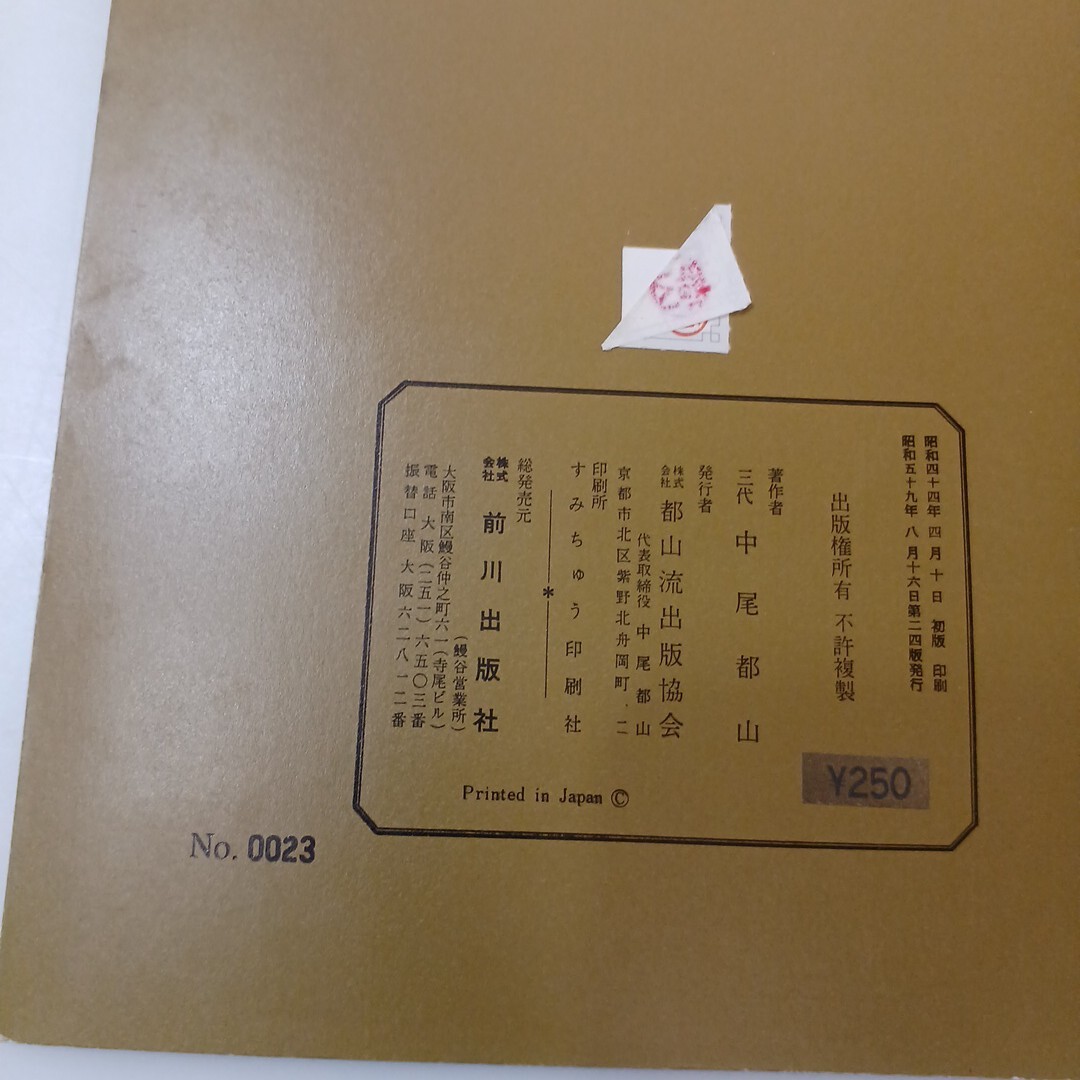 昭和四十四年 四月 十日 初版 印刷
昭和五十九年 八月十六日第二四版発行
出版権所有 不許複製
著作者
三代 中尾都山
発行者
株式会社 都山流出版協会
代表取締役 中尾都山
京都市北区紫野北舟岡町、二
印刷所
すみちゅう印刷社
*
総発売元
株式会社 前川出版社
(鰻谷営業所)
大阪市南区鰻谷仲之町六一(寺尾ビル)
電話 大阪(二五一)六五〇三番
振替口座 大阪六二八一二番
¥250
Printed in Japan ©
No. 0023